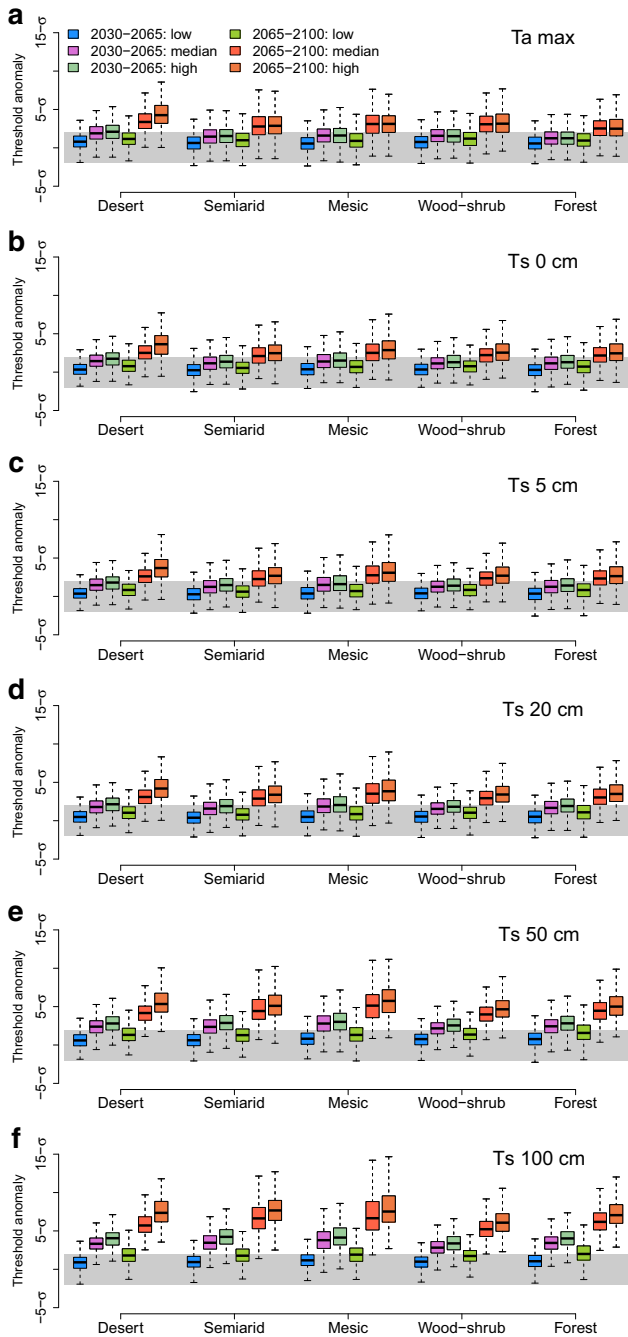 a
Ta max
2030−2065: low
2065−2100: low
2030−2065: median
2065−2100: median
2030−2065: high
2065−2100: high
Threshold anomaly
15−σ
5−σ
−5−σ
Desert
Semiarid
Mesic
Wood−shrub
Forest
b
Ts 0 cm
Threshold anomaly
15−σ
5−σ
−5−σ
Desert
Semiarid
Mesic
Wood−shrub
Forest
c
Ts 5 cm
Threshold anomaly
15−σ
5−σ
−5−σ
Desert
Semiarid
Mesic
Wood−shrub
Forest
d
Ts 20 cm
Threshold anomaly
15−σ
5−σ
−5−σ
Desert
Semiarid
Mesic
Wood−shrub
Forest
e
Ts 50 cm
Threshold anomaly
15−σ
5−σ
−5−σ
Desert
Semiarid
Mesic
Wood−shrub
Forest
f
Ts 100 cm
Threshold anomaly
15−σ
5−σ
−5−σ
Desert
Semiarid
Mesic
Wood−shrub
Forest